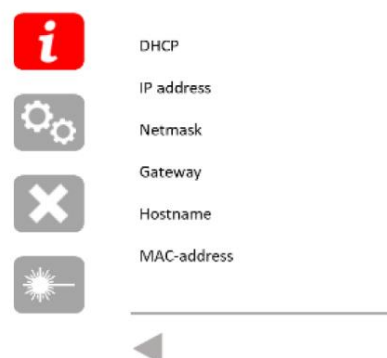 i
DHCP
IP address
Netmask
Gateway
Hostname
MAC-address